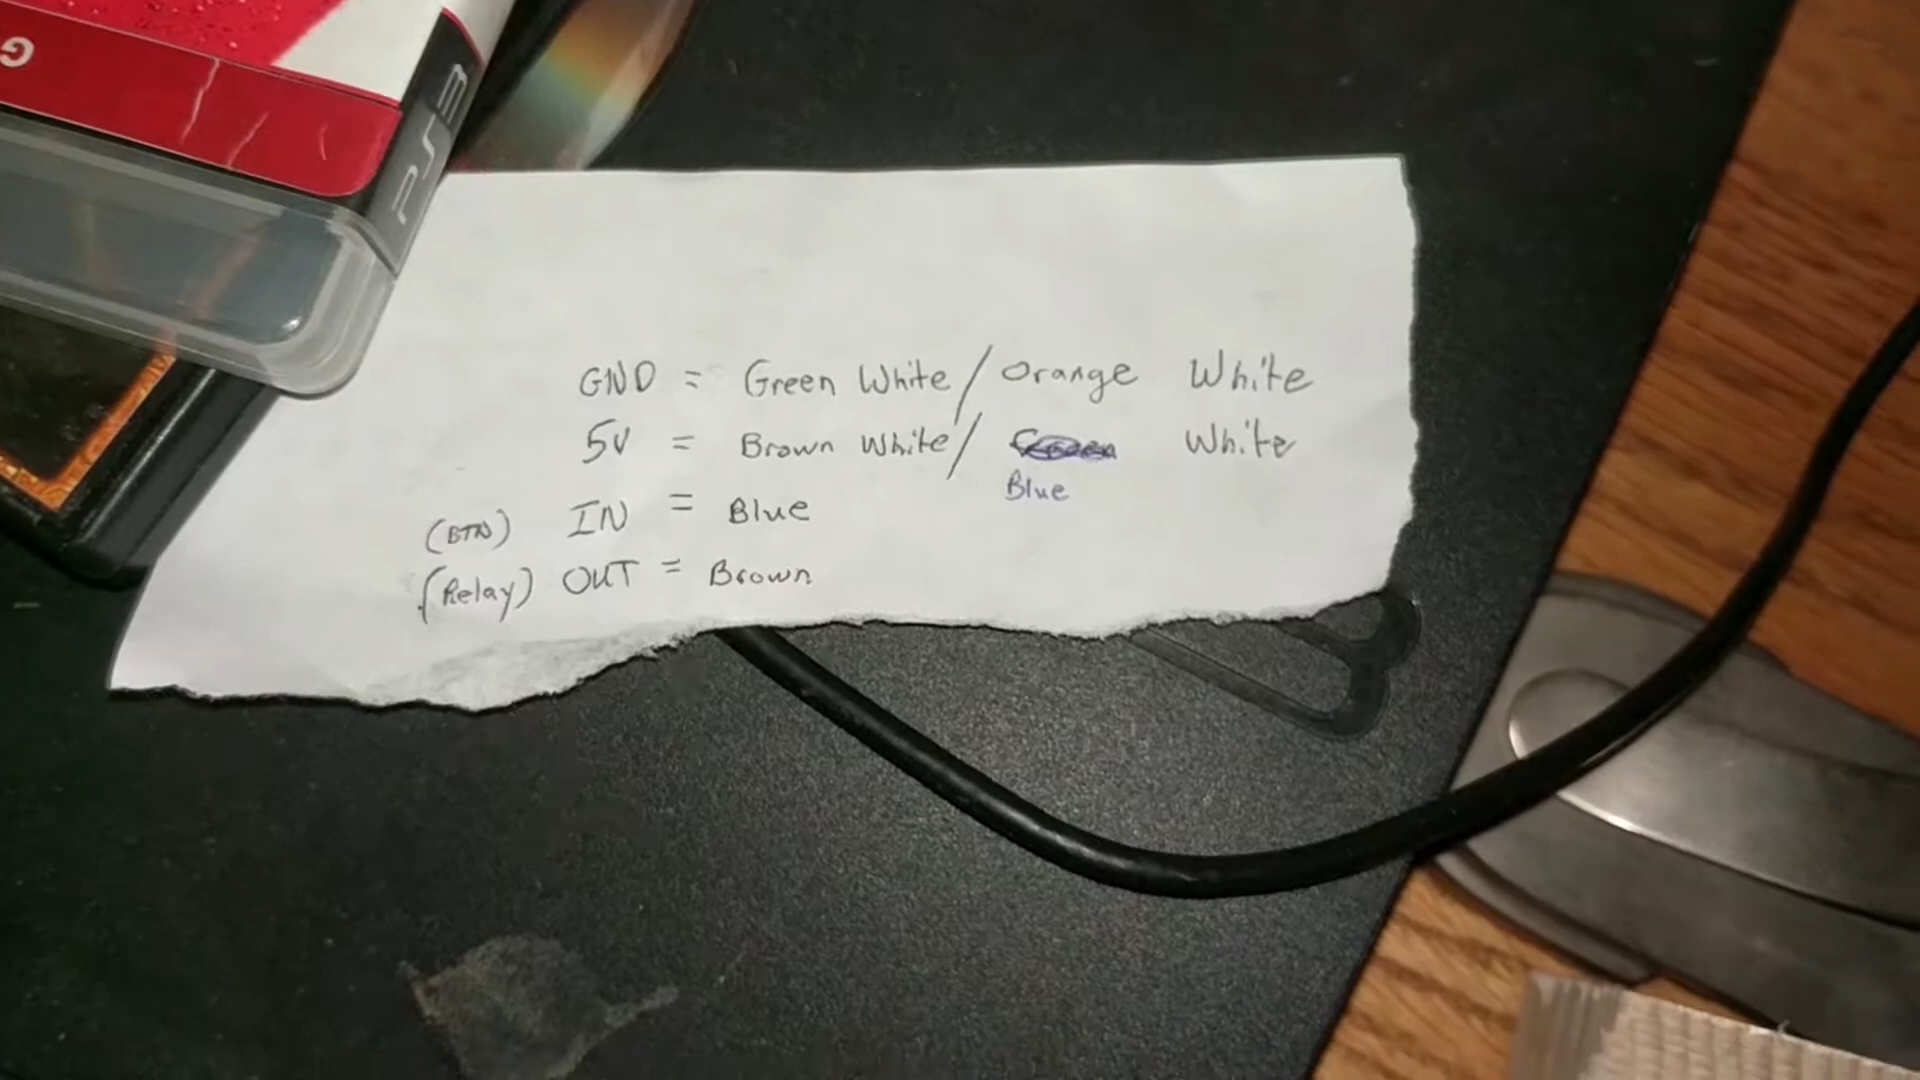 G
PS3
GND = Green White / Orange White
5V = Brown White / White
Blue
(BTN) IN = Blue
(Relay) OUT = Brown